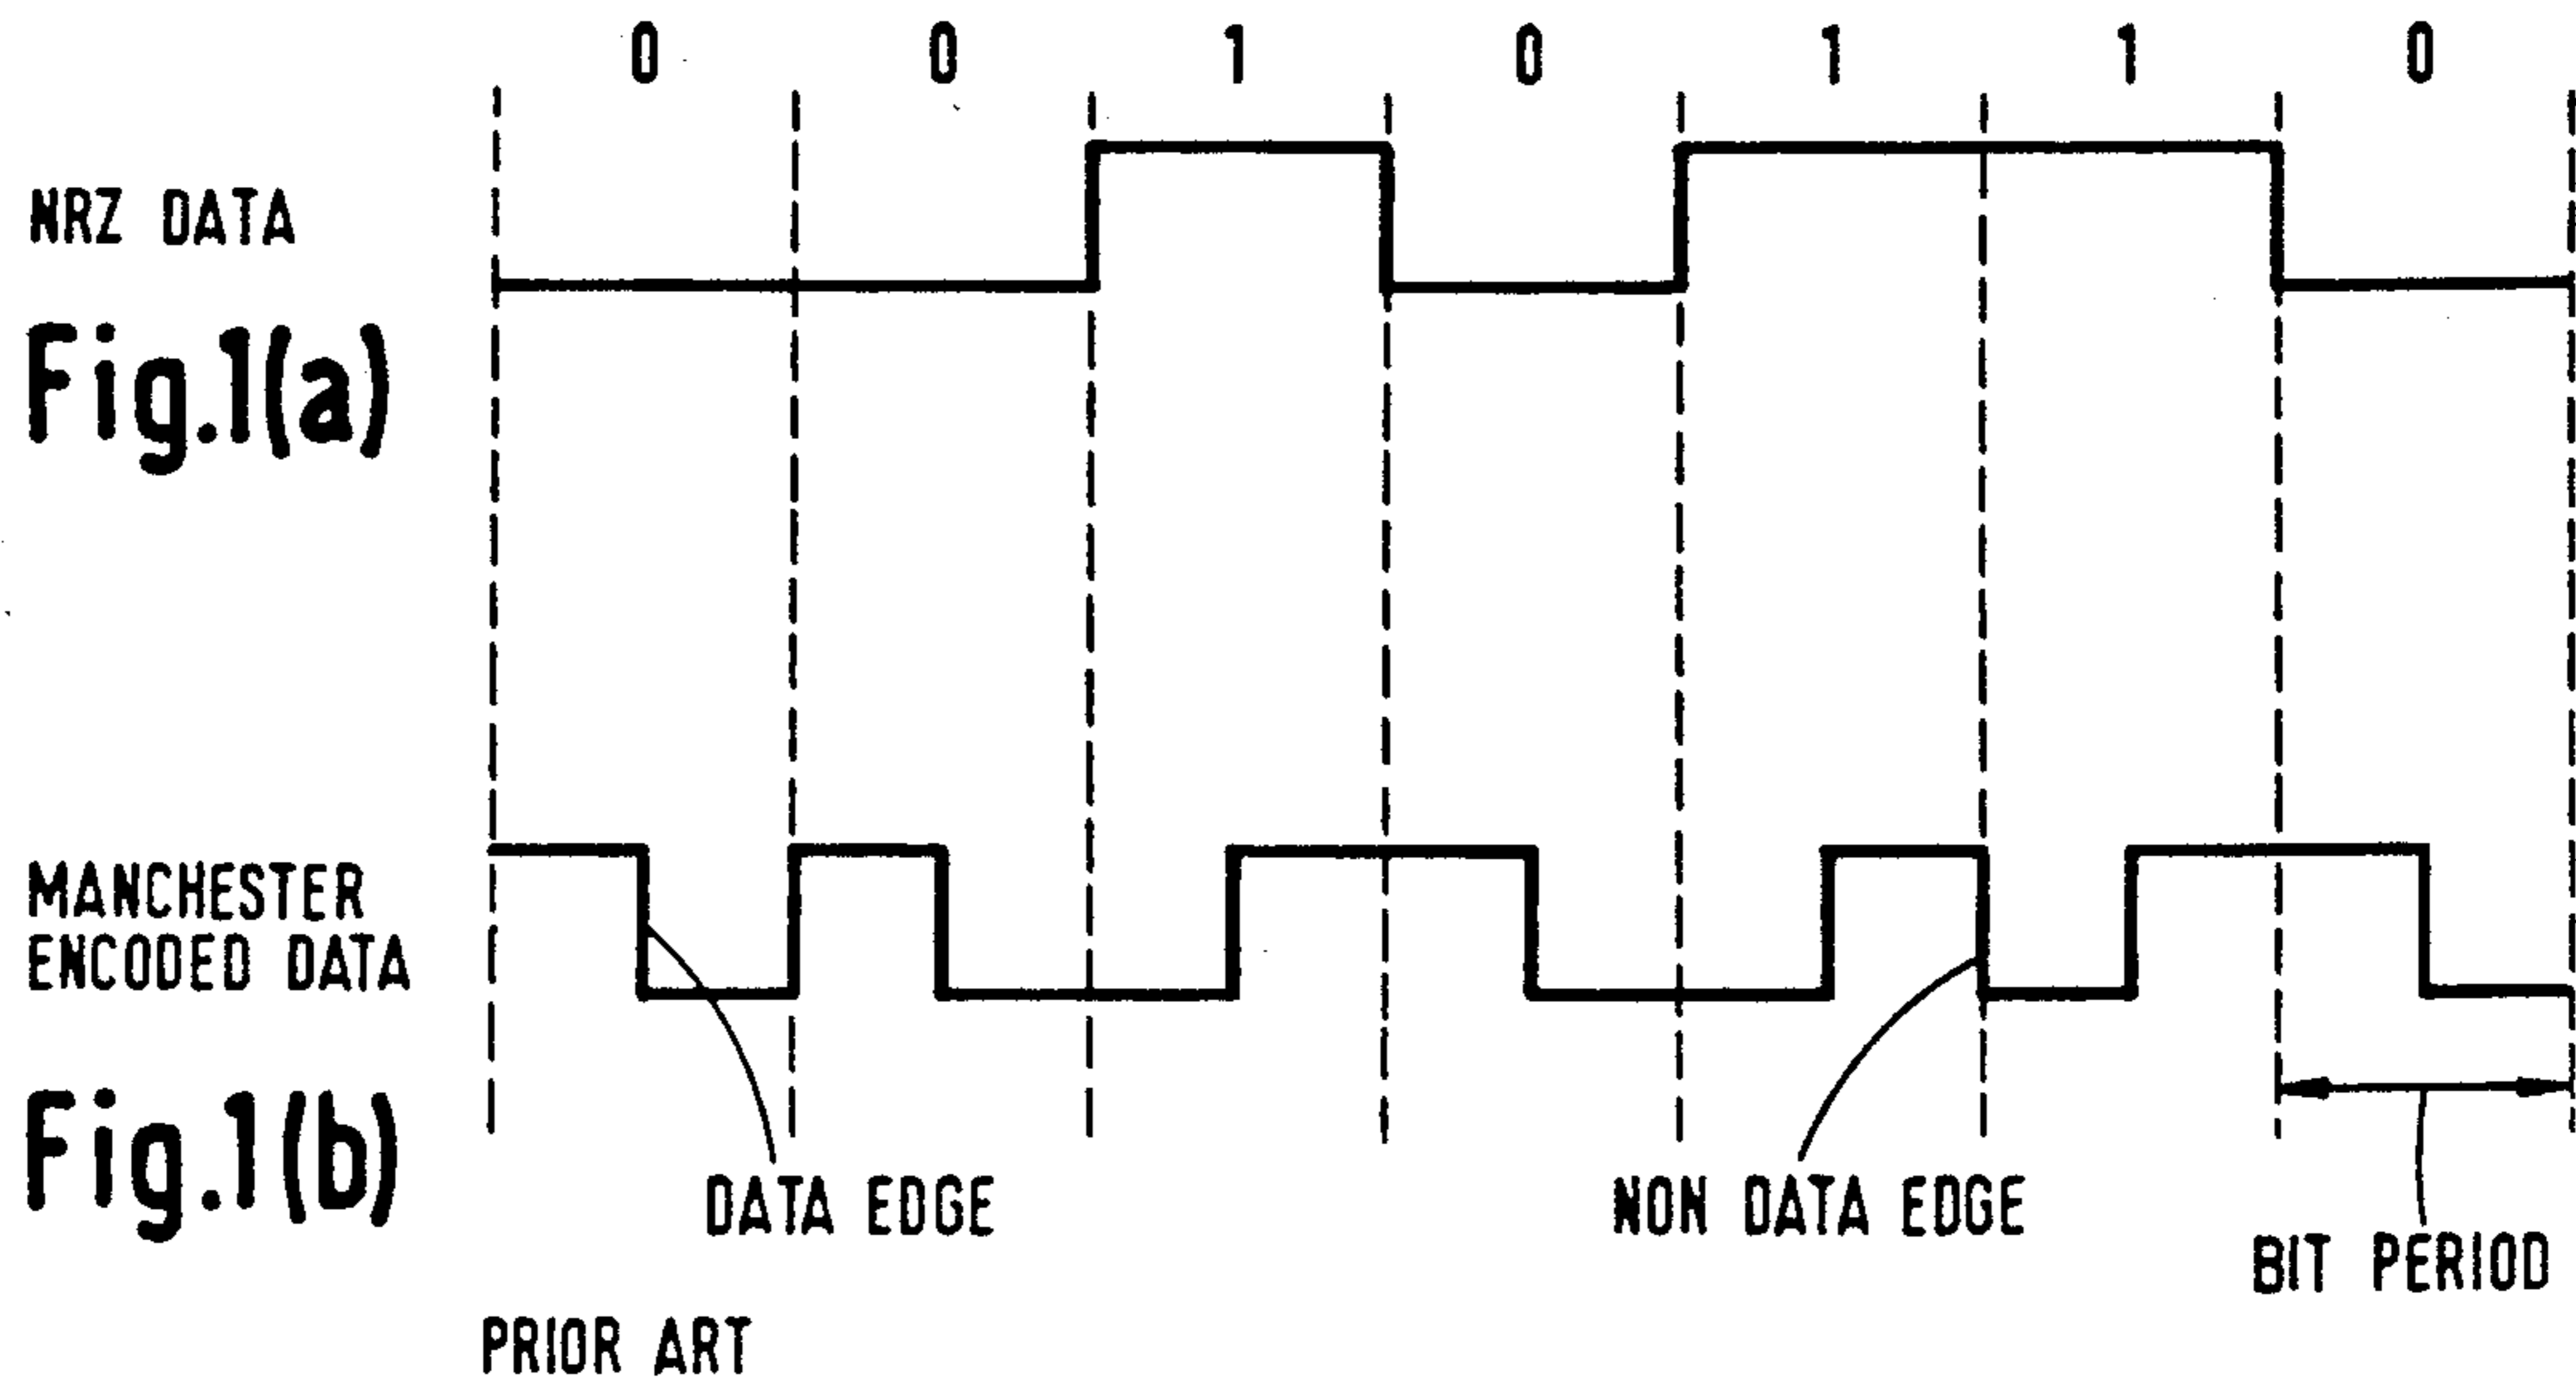 0 0 1 0 1 1 0
NRZ DATA
Fig.1(a)
MANCHESTER
ENCODED DATA
Fig.1(b)
DATA EDGE
NON DATA EDGE
BIT PERIOD
PRIOR ART